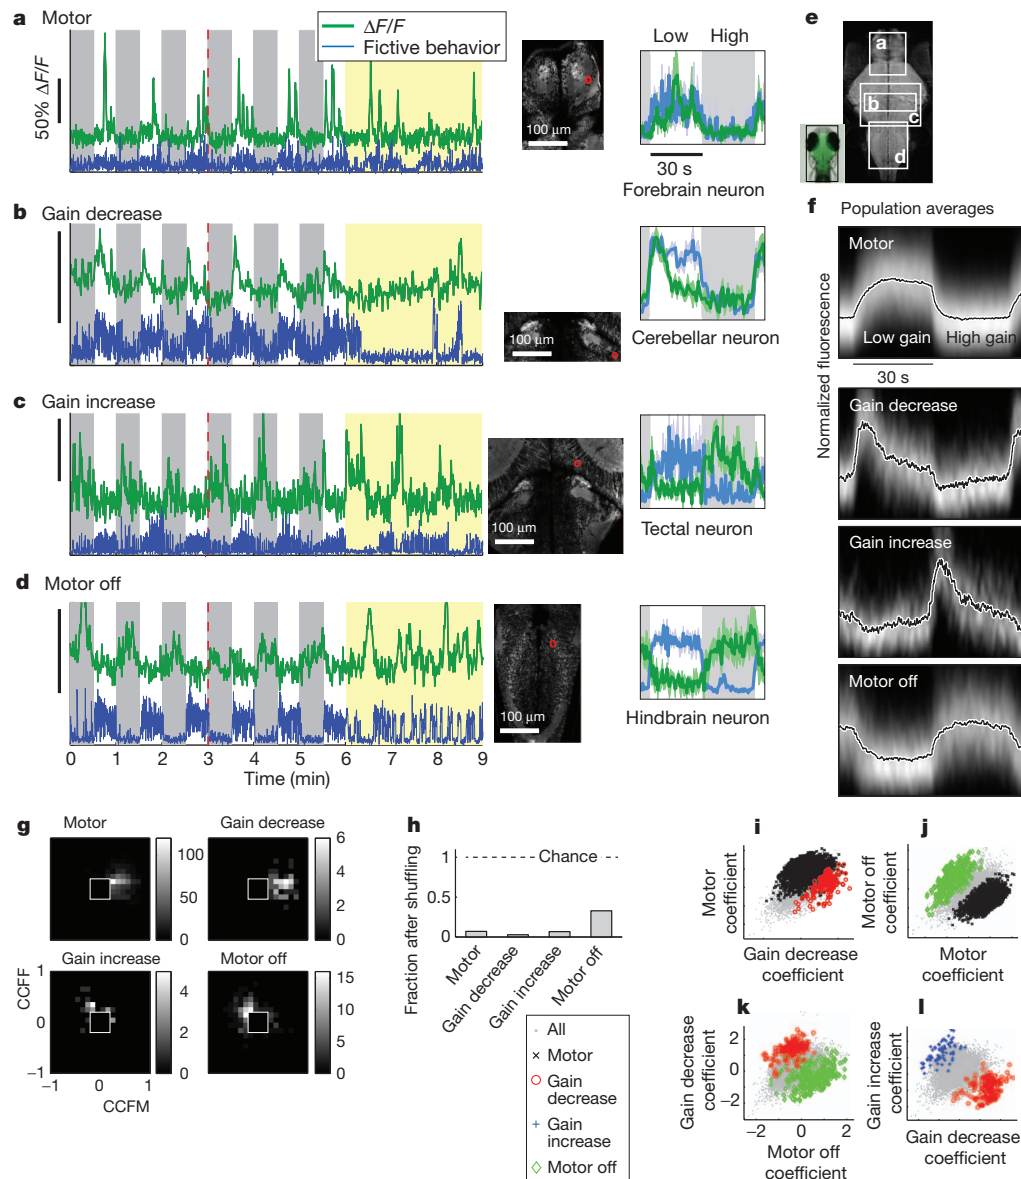 a Motor
ΔF/F
Fictive behavior
50% ΔF/F
100 μm
Low High
30 s
Forebrain neuron
b Gain decrease
100 μm
Cerebellar neuron
c Gain increase
100 μm
Tectal neuron
d Motor off
100 μm
Hindbrain neuron
0 1 2 3 4 5 6 7 8 9
Time (min)
e
a
b
c
d
f Population averages
Normalized fluorescence
Motor
Low gain High gain
30 s
Gain decrease
Gain increase
Motor off
g
Motor
100
50
0
Gain decrease
6
4
2
0
Gain increase
4
2
0
Motor off
15
10
5
0
CCFF
1
0
−1
−1 0 1
CCFM
h
Fraction after shuffling
1
0.5
0
Chance
Motor
Gain decrease
Gain increase
Motor off
All
Motor
Gain
decrease
Gain
increase
Motor off
i
Motor
coefficient
Gain decrease
coefficient
j
Motor off
coefficient
Motor
coefficient
k
Gain decrease
coefficient
2
0
−2
−2 0 2
Motor off
coefficient
l
Gain increase
coefficient
Gain decrease
coefficient